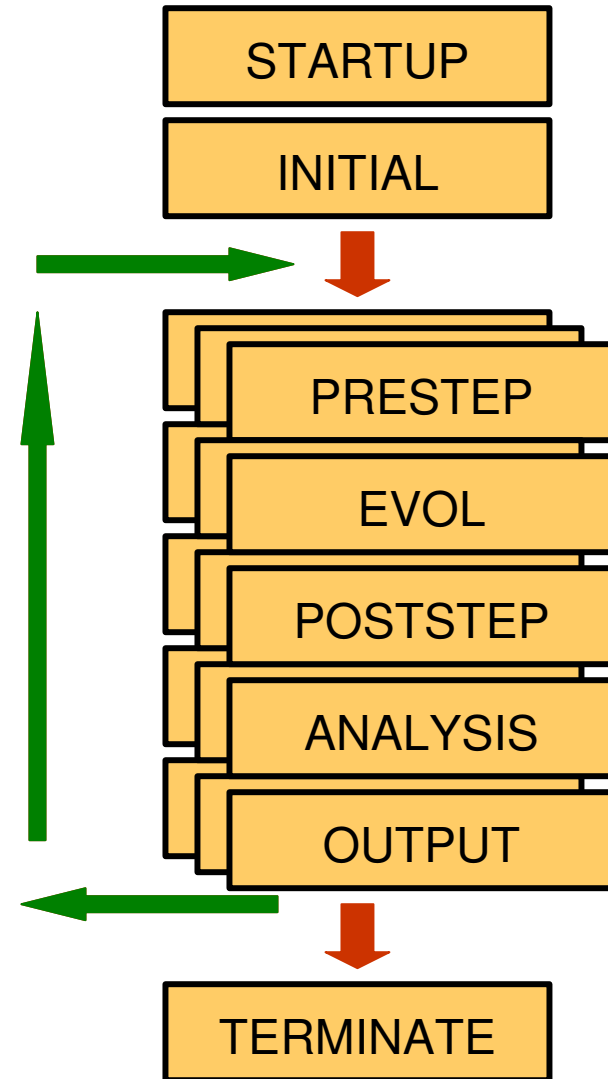 STARTUP
INITIAL
PRESTEP
EVOL
POSTSTEP
ANALYSIS
OUTPUT
TERMINATE